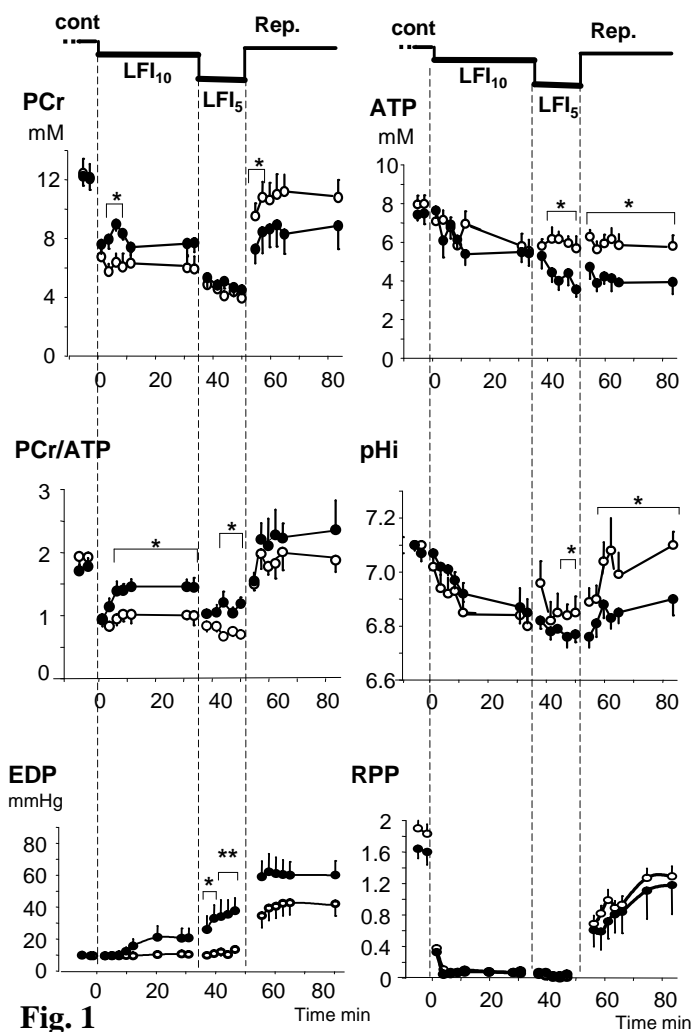 cont
Rep.
LFI10
LFI5
PCr
mM
12
8
4
0
*
*
0 20 40 60 80
cont
Rep.
LFI10
LFI5
ATP
mM
10
8
6
4
2
0
*
*
0 20 40 60 80
PCr/ATP
3
2
1
0
*
*
0 20 40 60 80
pHi
7.2
7.0
6.8
6.6
*
*
0 20 40 60 80
EDP
mmHg
80
60
40
20
10
0
*
**
0 20 40 60 80
Time min
RPP
2
1.6
1.2
0.8
0.4
0
0 20 40 60 80
Time min
Fig. 1